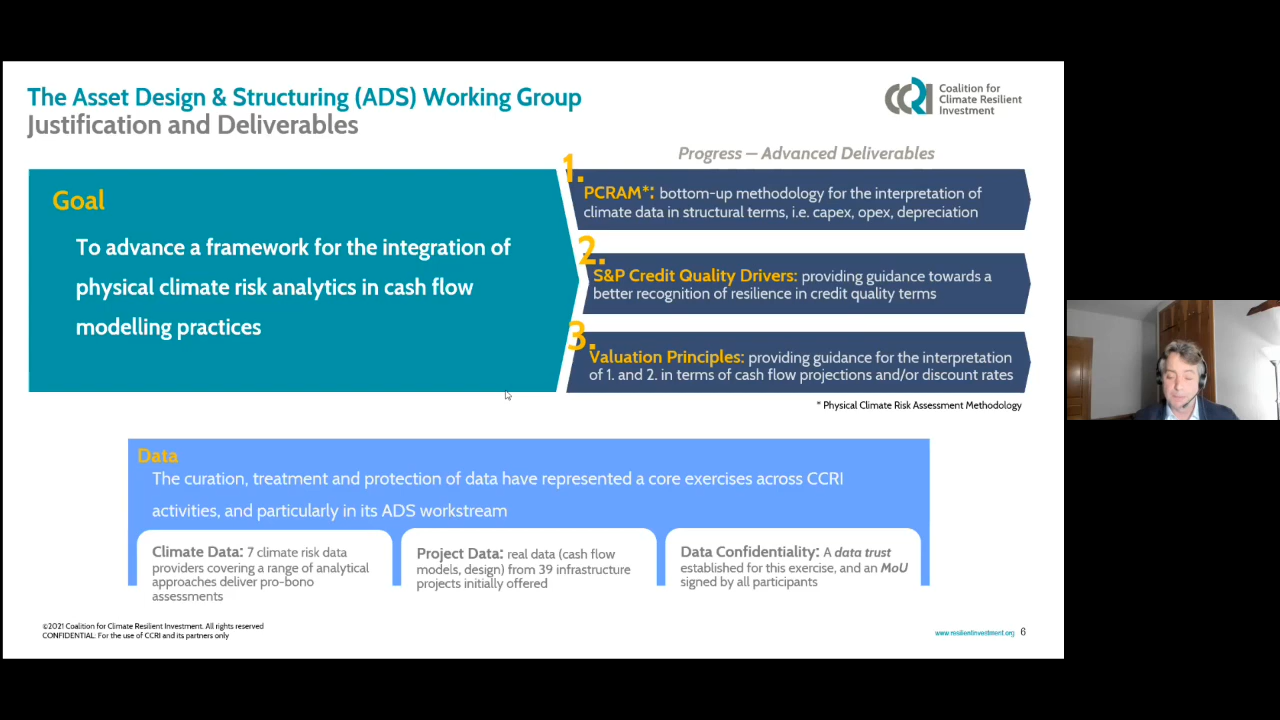 The Asset Design & Structuring (ADS) Working Group
Justification and Deliverables
CCRI
Coalition for
Climate Resilient
Investment
Progress – Advanced Deliverables
Goal
To advance a framework for the integration of
physical climate risk analytics in cash flow
modelling practices
1.
PCRAM*: bottom-up methodology for the interpretation of
climate data in structural terms, i.e. capex, opex, depreciation
2.
S&P Credit Quality Drivers: providing guidance towards a
better recognition of resilience in credit quality terms
3.
Valuation Principles: providing guidance for the interpretation
of 1. and 2. in terms of cash flow projections and/or discount rates
* Physical Climate Risk Assessment Methodology
Data
The curation, treatment and protection of data have represented a core exercises across CCRI
activities, and particularly in its ADS workstream
Climate Data: 7 climate risk data
providers covering a range of analytical
approaches deliver pro-bono
assessments
Project Data: real data (cash flow
models, design) from 39 infrastructure
projects initially offered
Data Confidentiality: A data trust
established for this exercise, and an MoU
signed by all participants
©2021 Coalition for Climate Resilient Investment. All rights reserved
CONFIDENTIAL: For the use of CCRI and its partners only
www.resilientinvestment.org 6